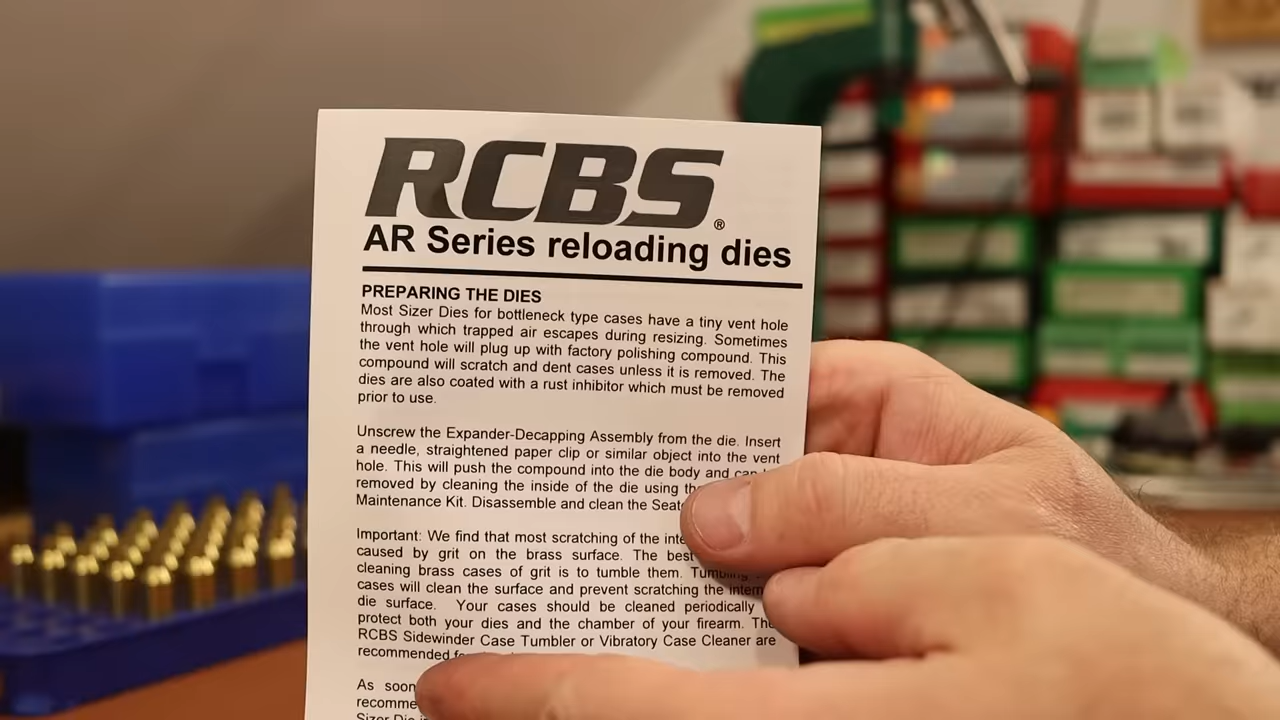 RCBS®
AR Series reloading dies
PREPARING THE DIES
Most Sizer Dies for bottleneck type cases have a tiny vent hole
through which trapped air escapes during resizing. Sometimes
the vent hole will plug up with factory polishing compound. This
compound will scratch and dent cases unless it is removed. The
dies are also coated with a rust inhibitor which must be removed
prior to use.
Unscrew the Expander-Decapping Assembly from the die. Insert
a needle, straightened paper clip or similar object into the vent
hole. This will push the compound into the die body and can
removed by cleaning the inside of the die using
Maintenance Kit. Disassemble and clean the
Important: We find that most scratching of the
caused by grit on the brass surface. The best
cleaning brass cases of grit is to tumble them. Tumbling
cases will clean the surface and prevent scratching the
die surface. Your cases should be cleaned periodically
protect both your dies and the chamber of your firearm. The
RCBS Sidewinder Case Tumbler or Vibratory Case Cleaner are
recommended
As soon
Sizer Die